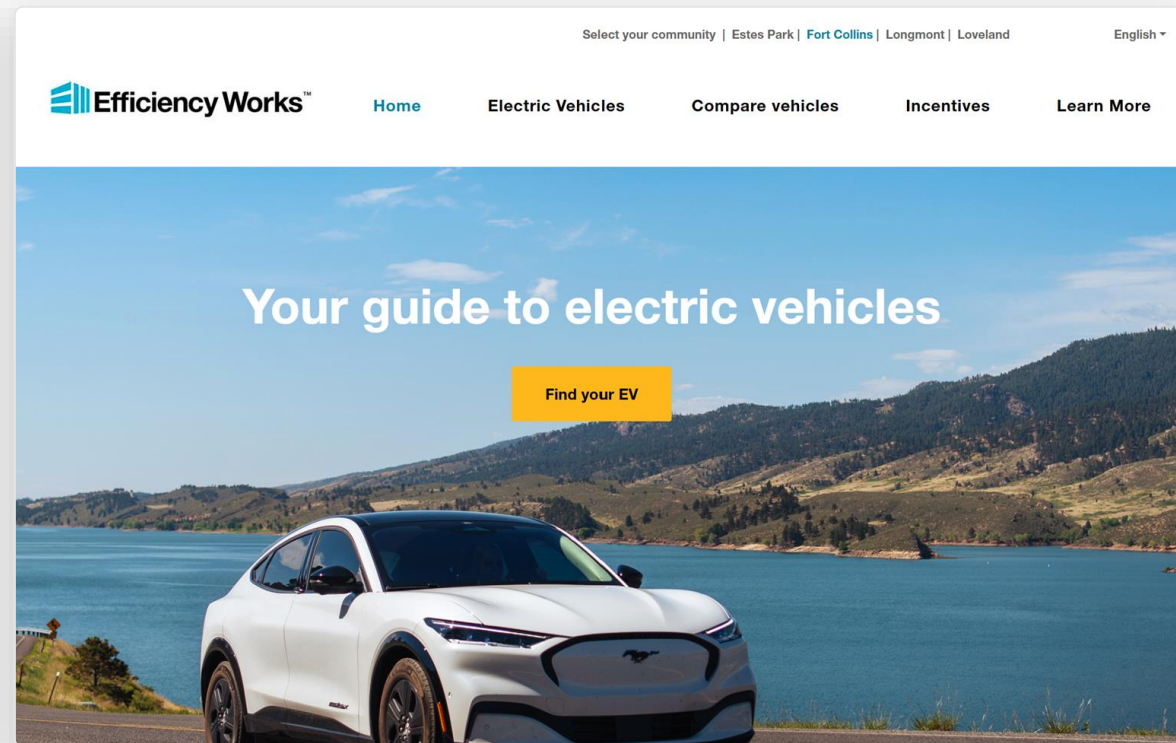 Select your community | Estes Park | Fort Collins | Longmont | Loveland English
Efficiency Works™ Home Electric Vehicles Compare vehicles Incentives Learn More
Your guide to electric vehicles
Find your EV